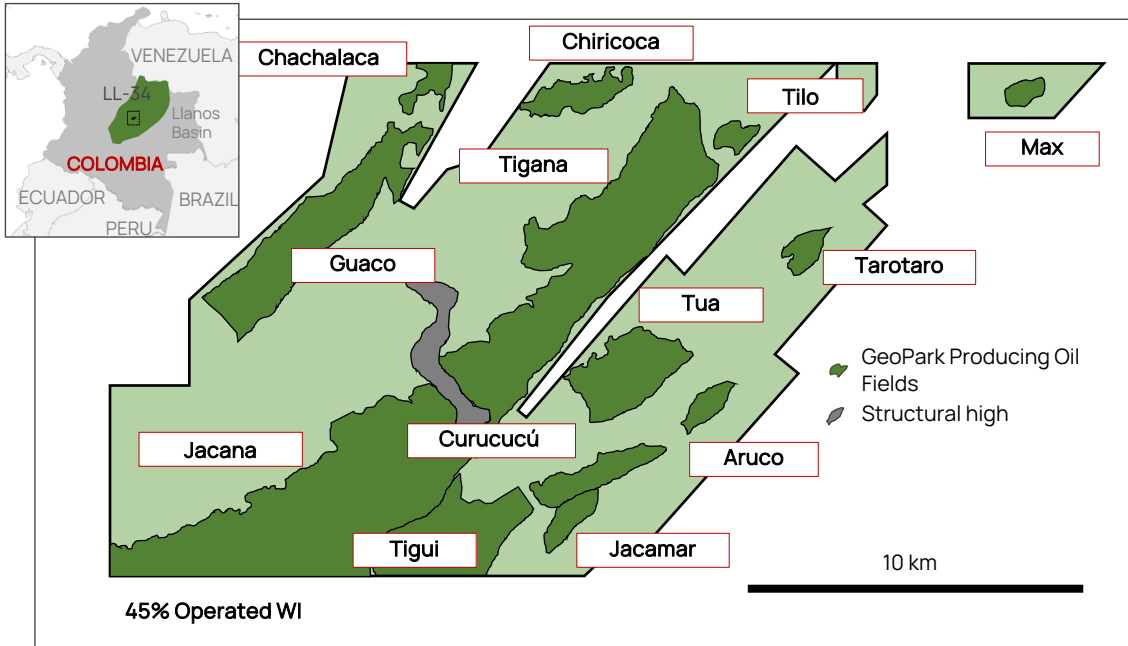 VENEZUELA
LL-34
Llanos
Basin
COLOMBIA
ECUADOR
BRAZIL
PERU
Chachalaca
Chiricoca
Tilo
Max
Tigana
Guaco
Tarotaro
Tua
GeoPark Producing Oil
Fields
Structural high
Jacana
Curucucú
Aruco
Tigui
Jacamar
10 km
45% Operated WI